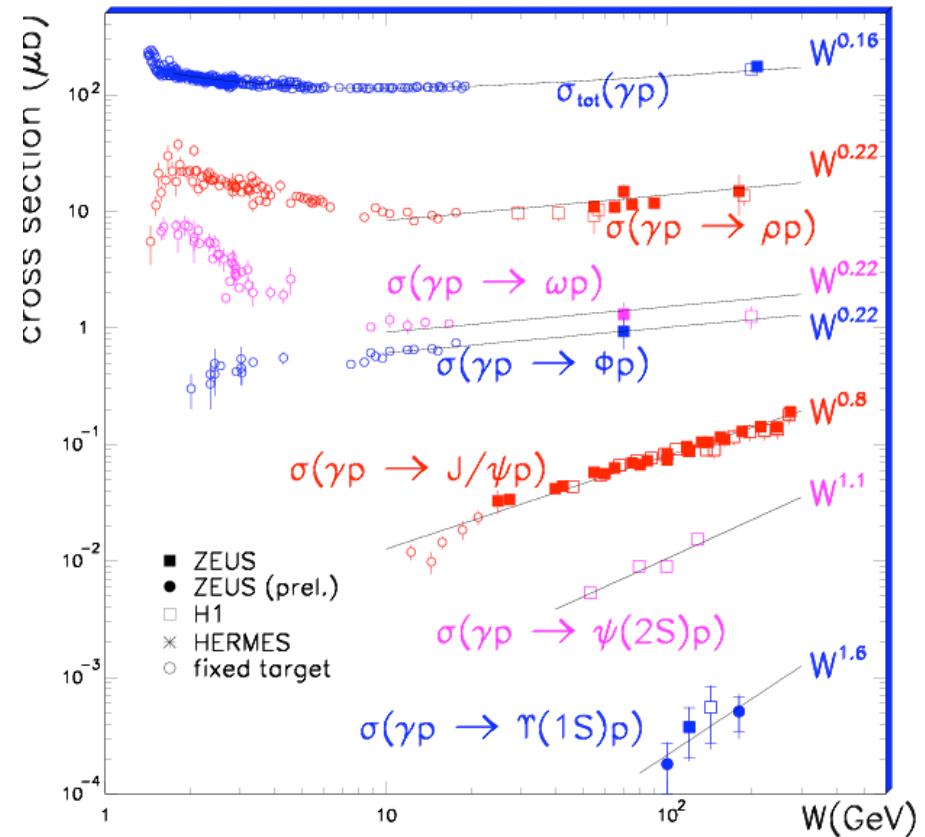 cross section (μb)
10²
10
1
10⁻¹
10⁻²
10⁻³
10⁻⁴
1
10
10²
W(GeV)
σ_tot(γp)
W^0.16
σ(γp → ρp)
W^0.22
σ(γp → ωp)
W^0.22
σ(γp → Φp)
W^0.22
σ(γp → J/ψp)
W^0.8
σ(γp → ψ(2S)p)
W^1.1
σ(γp → ϒ(1S)p)
W^1.6
ZEUS
ZEUS (prel.)
H1
HERMES
fixed target